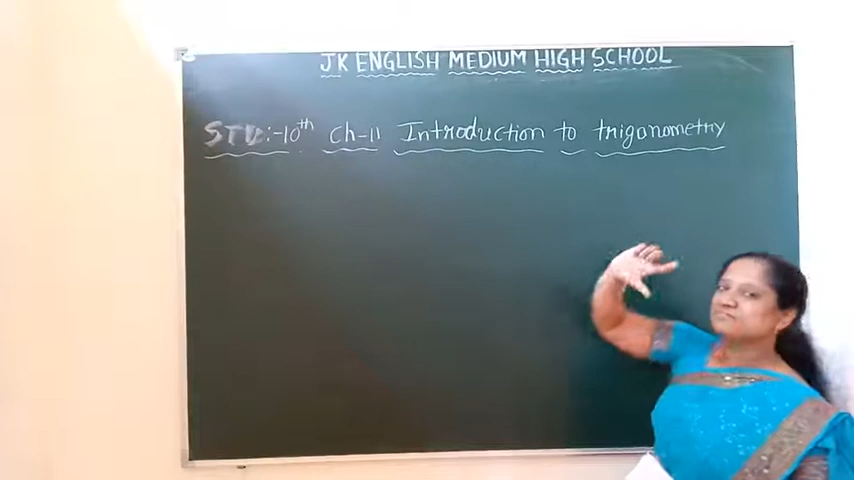 JK ENGLISH MEDIUM HIGH SCHOOL
STD:-10th Ch-11 Introduction to trigonometry